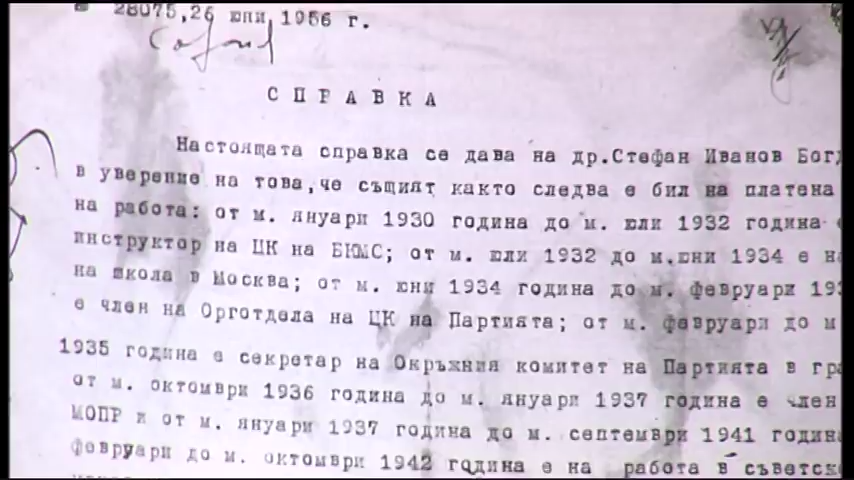 28075,26 юни 1956 г.
С П Р А В К А
Настоящата справка се дава на др.Стефан Иванов Богд
в уверение на това,че същият както следва е бил на платена
на работа: от м. януари 1930 година до м. юли 1932 година е
инструктор на ЦК на БКМС; от м. юли 1932 до м.юни 1934 е на
на школа в Москва; от м. юни 1934 година до м. февруари 193
е член на Орготдела на ЦК на Партията; от м. февруари до м
1935 година е секретар на Окръжния комитет на Партията в гра
от м. октомври 1936 година до м. януари 1937 година е член
МОПР и от м. януари 1937 година до м. септември 1941 година
февруари до м. октомври 1942 година е на работа в съветск